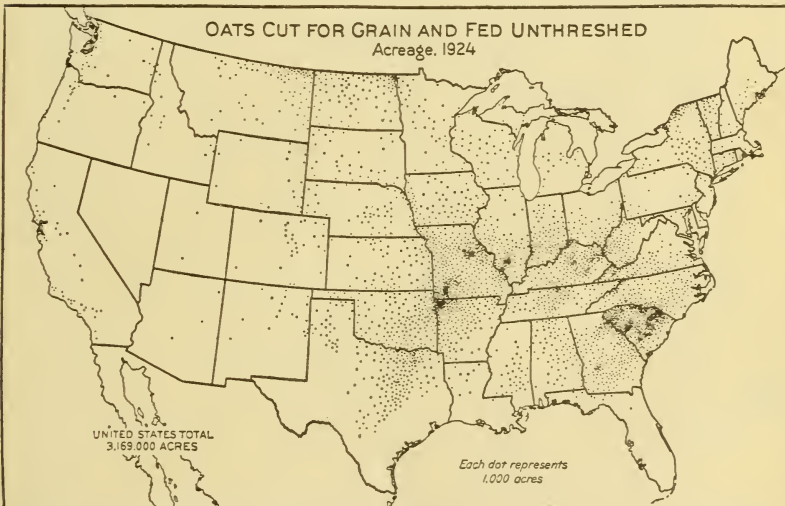 OATS CUT FOR GRAIN AND FED UNTHRESHED
Acreage, 1924
UNITED STATES TOTAL
3,169,000 ACRES
Each dot represents
1,000 acres